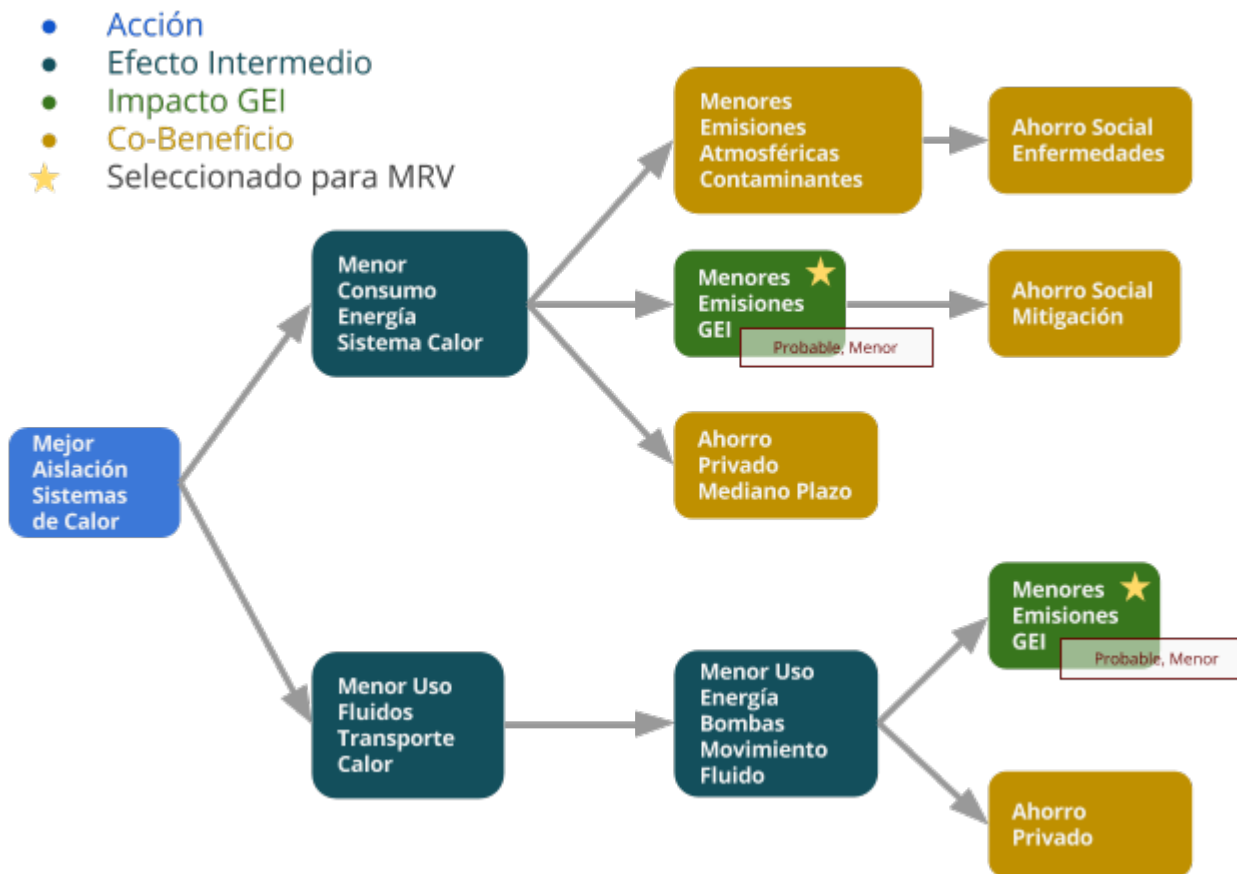 Acción
Efecto Intermedio
Impacto GEI
Co-Beneficio
Seleccionado para MRV
Menores
Emisiones
Atmosféricas
Contaminantes
Ahorro Social
Enfermedades
Menor
Consumo
Energía
Sistema Calor
Menores
Emisiones
GEI
Probable, Menor
Ahorro Social
Mitigación
Ahorro
Privado
Mediano Plazo
Mejor
Aislación
Sistemas
de Calor
Menor Uso
Fluidos
Transporte
Calor
Menor Uso
Energía
Bombas
Movimiento
Fluido
Menores
Emisiones
GEI
Probable, Menor
Ahorro
Privado